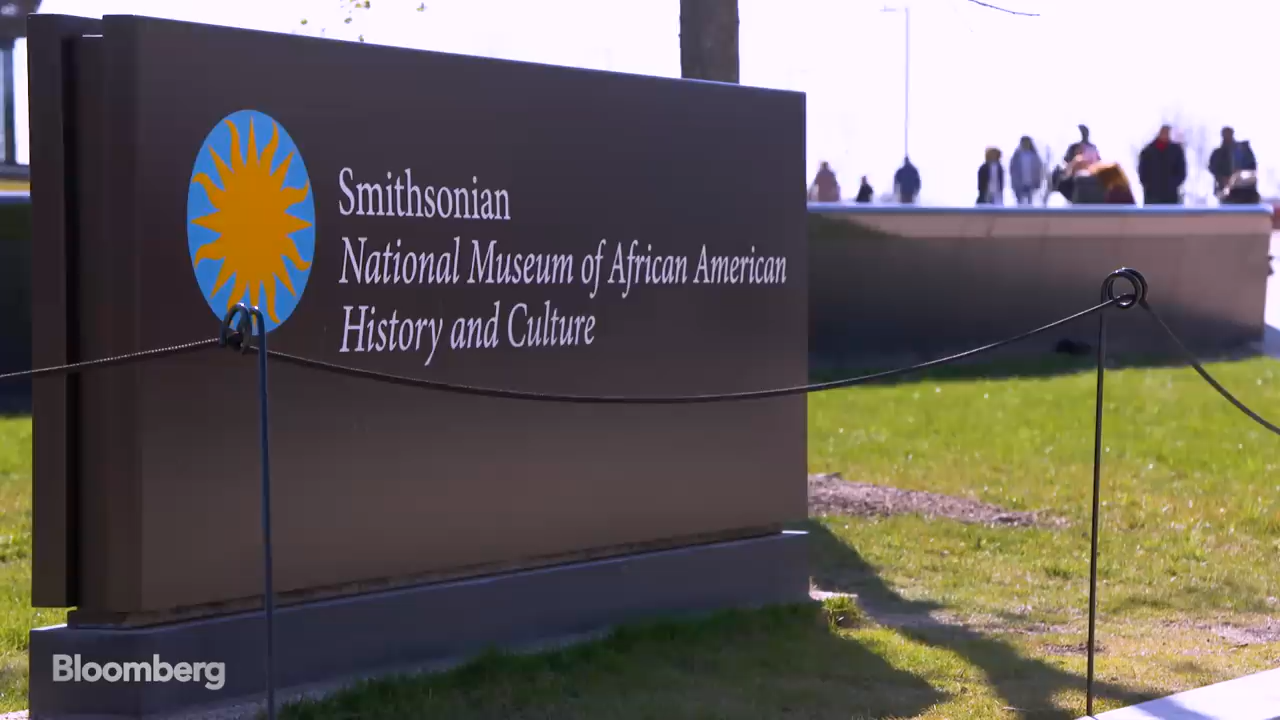 Smithsonian
National Museum of African American
History and Culture
Bloomberg